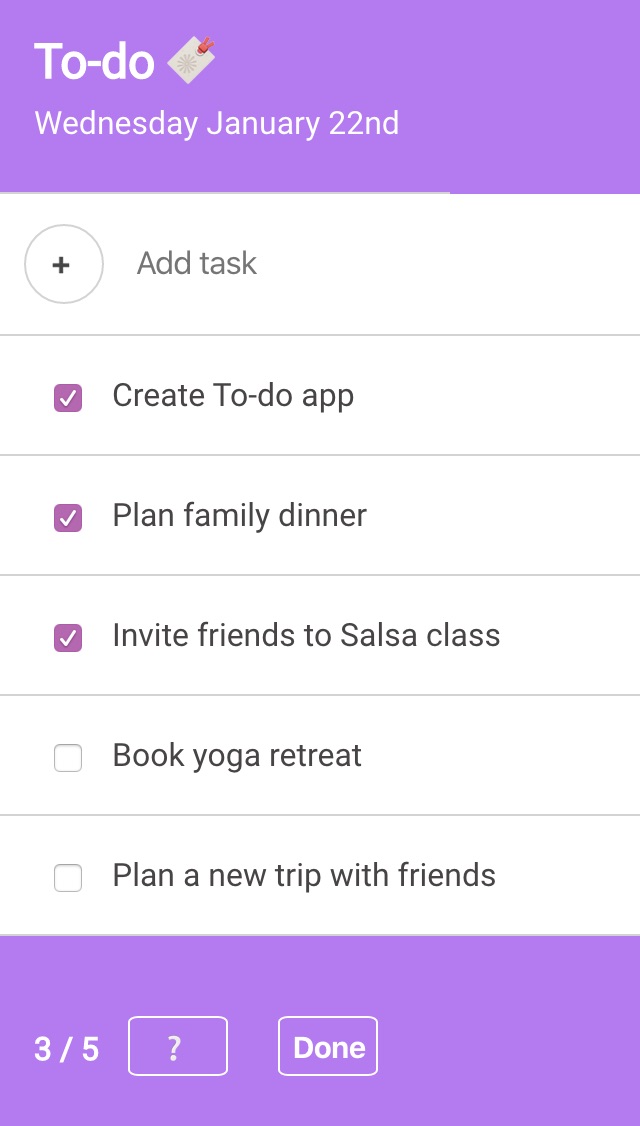 To-do
Wednesday January 22nd
+ Add task
Create To-do app
Plan family dinner
Invite friends to Salsa class
Book yoga retreat
Plan a new trip with friends
3 / 5 ? Done